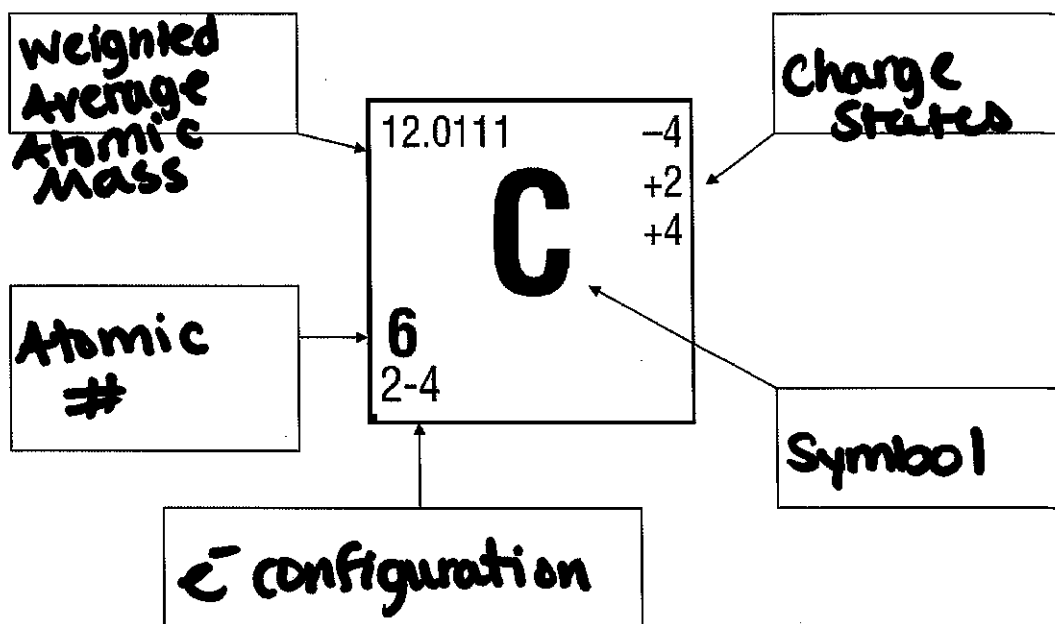 Weighted
Average
Atomic
Mass
Charge
States
12.0111
−4
+2
+4
C
6
2-4
Atomic
#
Symbol
e⁻ configuration